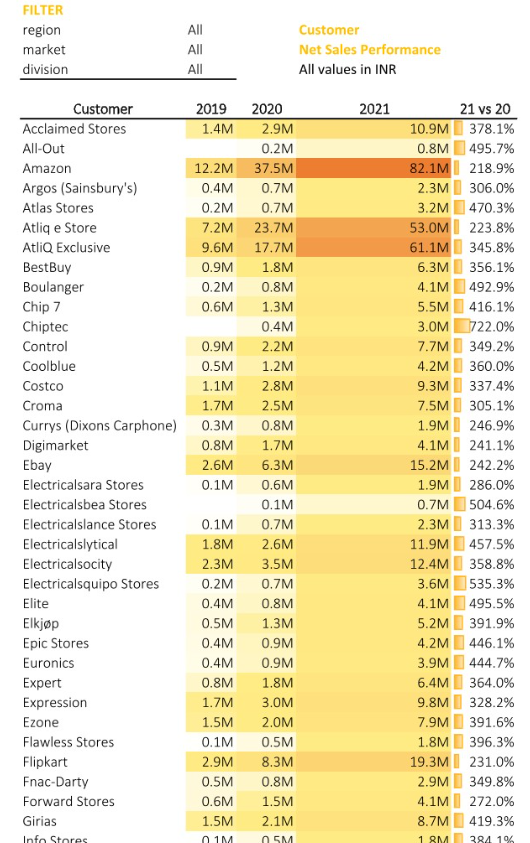 FILTER
region All Customer
market All Net Sales Performance
division All All values in INR
Customer 2019 2020 2021 21 vs 20
Acclaimed Stores 1.4M 2.9M 10.9M 378.1%
All-Out 0.2M 0.8M 495.7%
Amazon 12.2M 37.5M 82.1M 218.9%
Argos (Sainsbury's) 0.4M 0.7M 2.3M 306.0%
Atlas Stores 0.2M 0.7M 3.2M 470.3%
Atliq e Store 7.2M 23.7M 53.0M 223.8%
AtliQ Exclusive 9.6M 17.7M 61.1M 345.8%
BestBuy 0.9M 1.8M 6.3M 356.1%
Boulanger 0.2M 0.8M 4.1M 492.9%
Chip 7 0.6M 1.3M 5.5M 416.1%
Chiptec 0.4M 3.0M 722.0%
Control 0.9M 2.2M 7.7M 349.2%
Coolblue 0.5M 1.2M 4.2M 360.0%
Costco 1.1M 2.8M 9.3M 337.4%
Croma 1.7M 2.5M 7.5M 305.1%
Currys (Dixons Carphone) 0.3M 0.8M 1.9M 246.9%
Digimarket 0.8M 1.7M 4.1M 241.1%
Ebay 2.6M 6.3M 15.2M 242.2%
Electricalsara Stores 0.1M 0.6M 1.9M 286.0%
Electricalsbea Stores 0.1M 0.7M 504.6%
Electricalslance Stores 0.1M 0.7M 2.3M 313.3%
Electricalslytical 1.8M 2.6M 11.9M 457.5%
Electricalsocity 2.3M 3.5M 12.4M 358.8%
Electricalsquipo Stores 0.2M 0.7M 3.6M 535.3%
Elite 0.4M 0.8M 4.1M 495.5%
Elkjøp 0.5M 1.3M 5.2M 391.9%
Epic Stores 0.4M 0.9M 4.2M 446.1%
Euronics 0.4M 0.9M 3.9M 444.7%
Expert 0.8M 1.8M 6.4M 364.0%
Expression 1.7M 3.0M 9.8M 328.2%
Ezone 1.5M 2.0M 7.9M 391.6%
Flawless Stores 0.1M 0.5M 1.8M 396.3%
Flipkart 2.9M 8.3M 19.3M 231.0%
Fnac-Darty 0.5M 0.8M 2.9M 349.8%
Forward Stores 0.6M 1.5M 4.1M 272.0%
Girias 1.5M 2.1M 8.7M 419.3%
Info Stores 0.1M 0.5M 1.8M 384.1%